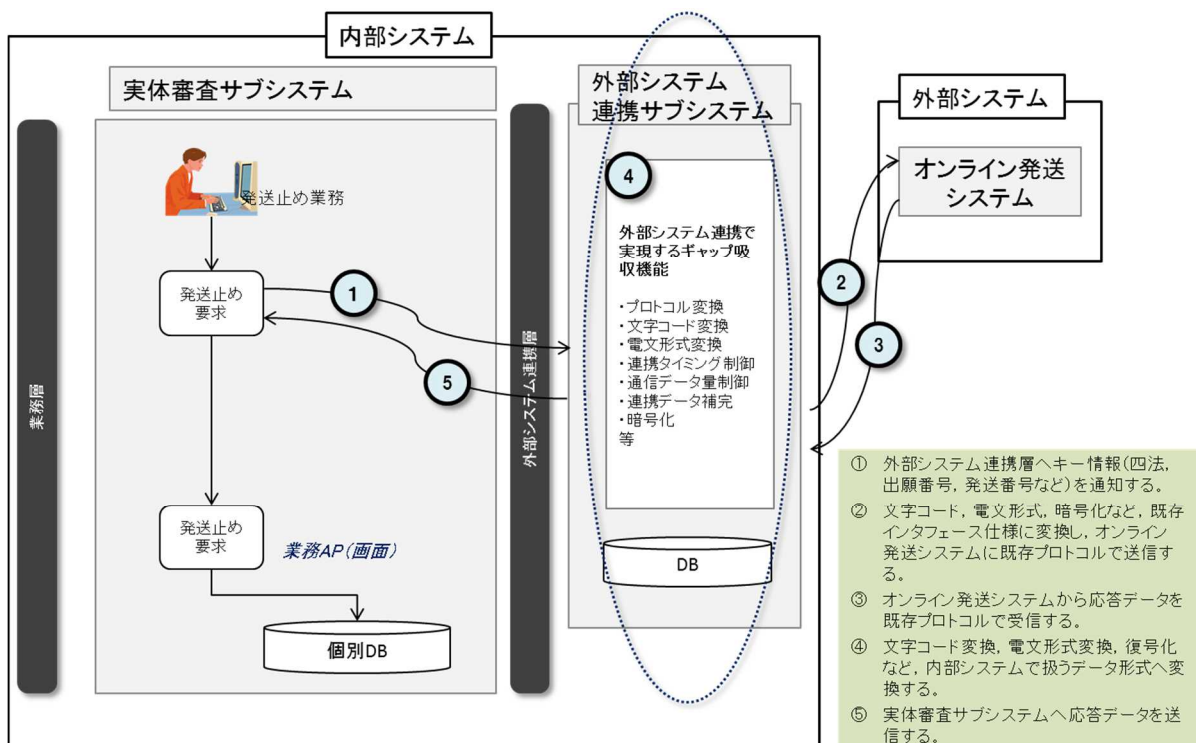 内部システム
実体審査サブシステム
外部システム
連携サブシステム
外部システム
オンライン発送
システム
業務層
外部システム連携層
発送止め業務
発送止め
要求
1
5
4
外部システム連携で
実現するギャップ吸
収機能
・プロトコル変換
・文字コード変換
・電文形式変換
・連携タイミング制御
・通信データ量制御
・連携データ補完
・暗号化
等
2
3
発送止め
要求
業務AP(画面)
個別DB
DB
① 外部システム連携層へキー情報(四法,
出願番号, 発送番号など)を通知する。
② 文字コード, 電文形式, 暗号化など, 既存
インタフェース仕様に変換し, オンライン
発送システムに既存プロトコルで送信す
る。
③ オンライン発送システムから応答データを
既存プロトコルで受信する。
④ 文字コード変換, 電文形式変換, 復号化
など, 内部システムで扱うデータ形式へ変
換する。
⑤ 実体審査サブシステムへ応答データを送
信する。